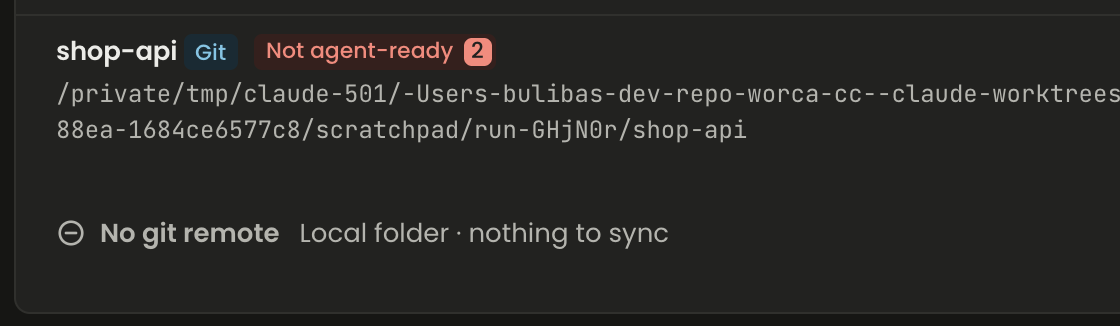 shop-api Git Not agent-ready 2
/private/tmp/claude-501/-Users-bulibas-dev-repo-worca-cc--claude-worktrees
88ea-1684ce6577c8/scratchpad/run-GHjN0r/shop-api
No git remote Local folder · nothing to sync